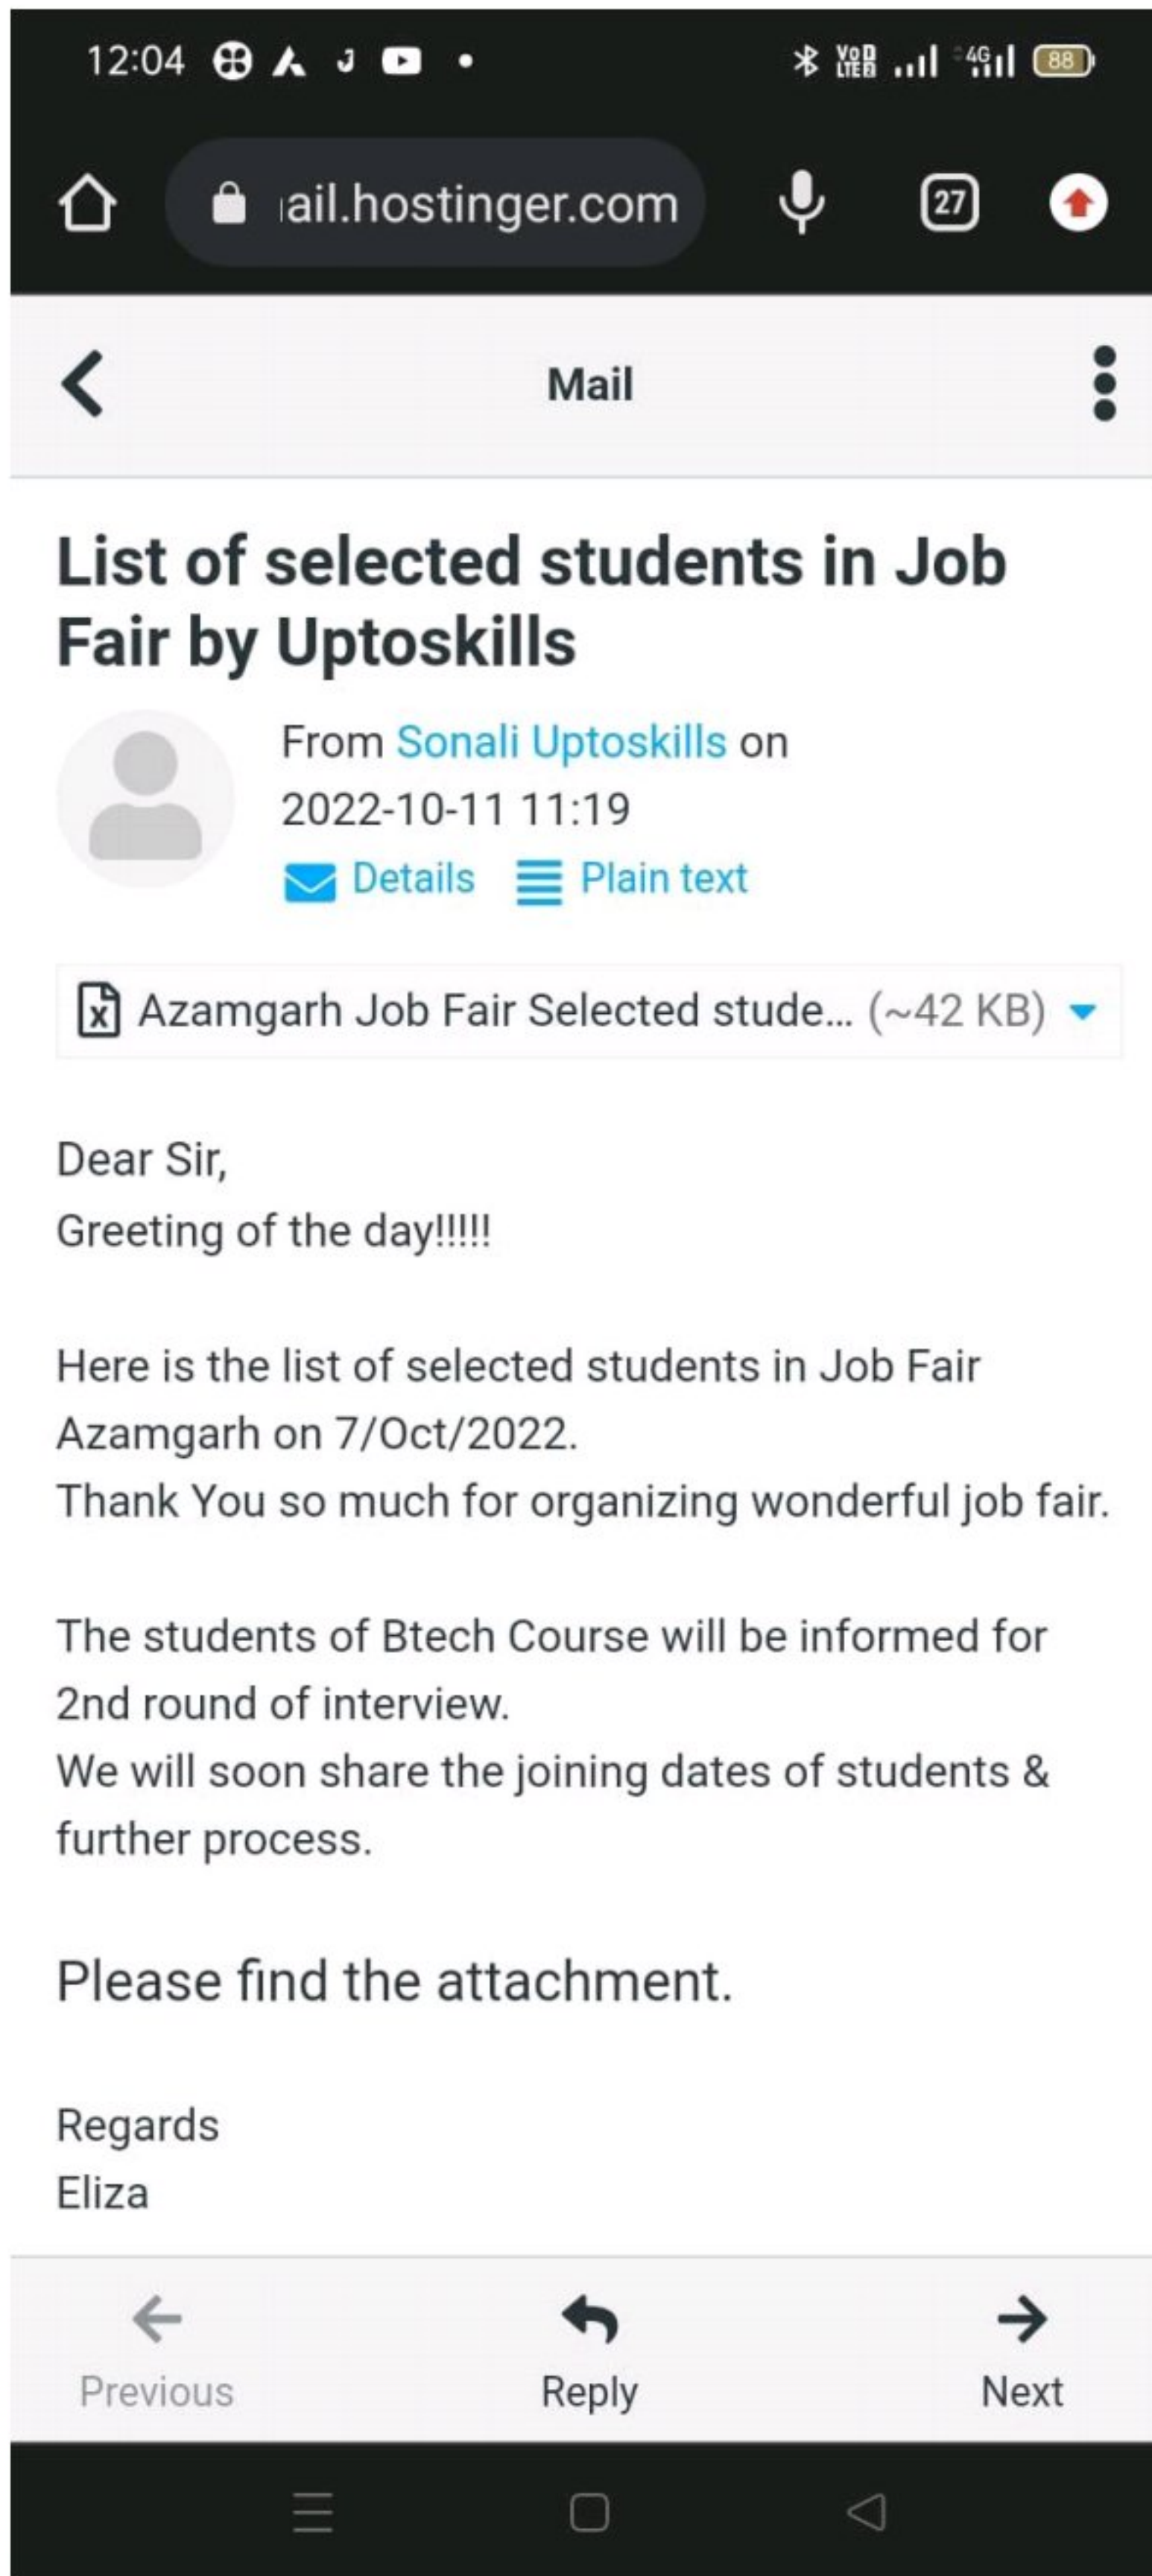 12:04
VoD
LTE 2
4G
88
ail.hostinger.com
27
Mail
List of selected students in Job
Fair by Uptoskills
From Sonali Uptoskills on
2022-10-11 11:19
Details Plain text
Azamgarh Job Fair Selected stude... (~42 KB)
Dear Sir,
Greeting of the day!!!!!
Here is the list of selected students in Job Fair
Azamgarh on 7/Oct/2022.
Thank You so much for organizing wonderful job fair.
The students of Btech Course will be informed for
2nd round of interview.
We will soon share the joining dates of students &
further process.
Please find the attachment.
Regards
Eliza
Previous Reply Next